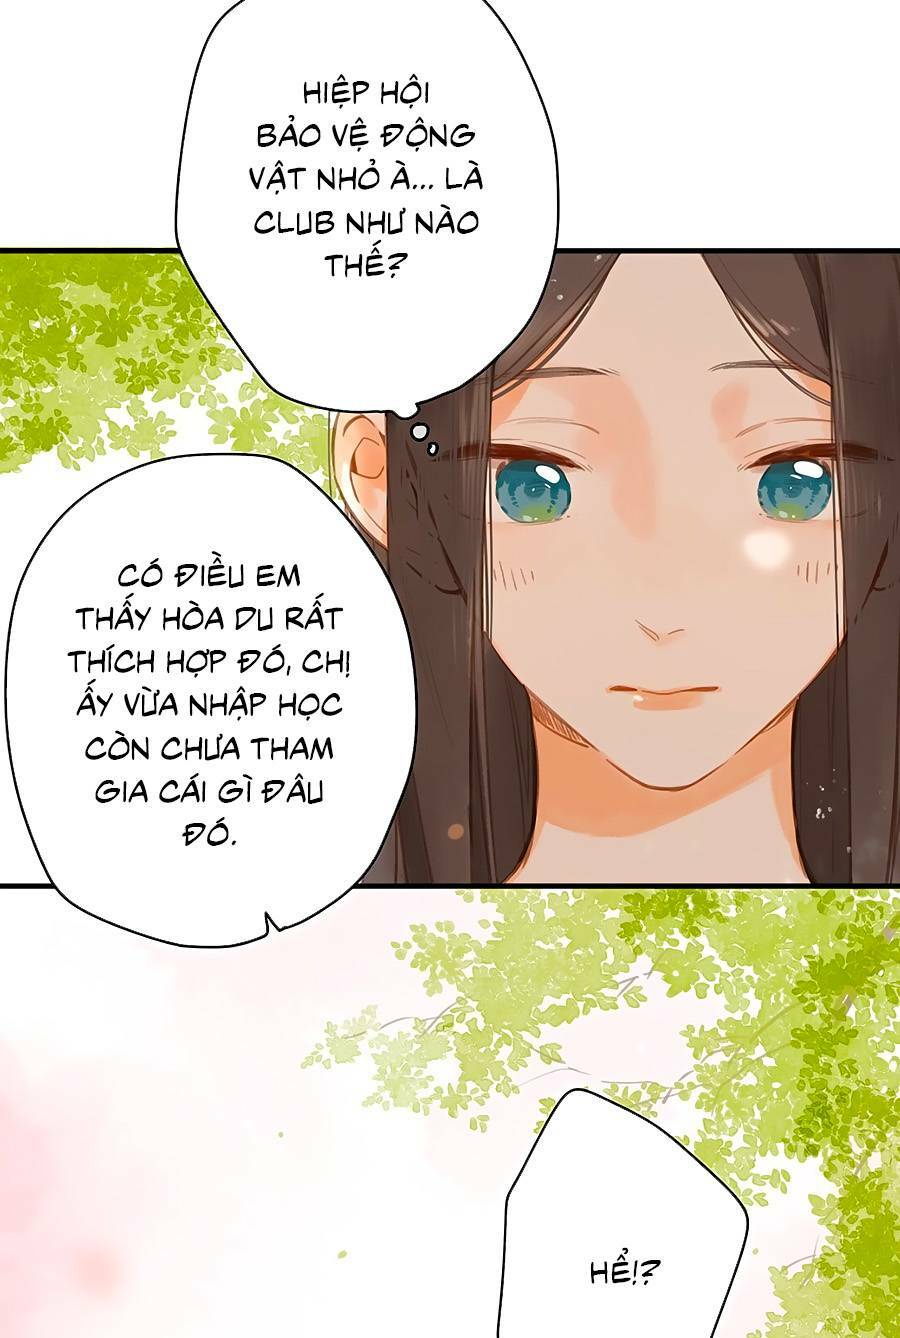 HIỆP HỘI
BẢO VỆ ĐỘNG
VẬT NHỎ À... LÀ
CLUB NHƯ NÀO
THẾ?
CÓ ĐIỀU EM
THẤY HÒA DU RẤT
THÍCH HỢP ĐÓ, CHỊ
ẤY VỪA NHẬP HỌC
CÒN CHƯA THAM
GIA CÁI GÌ ĐÂU
ĐÓ.
HỂ!?